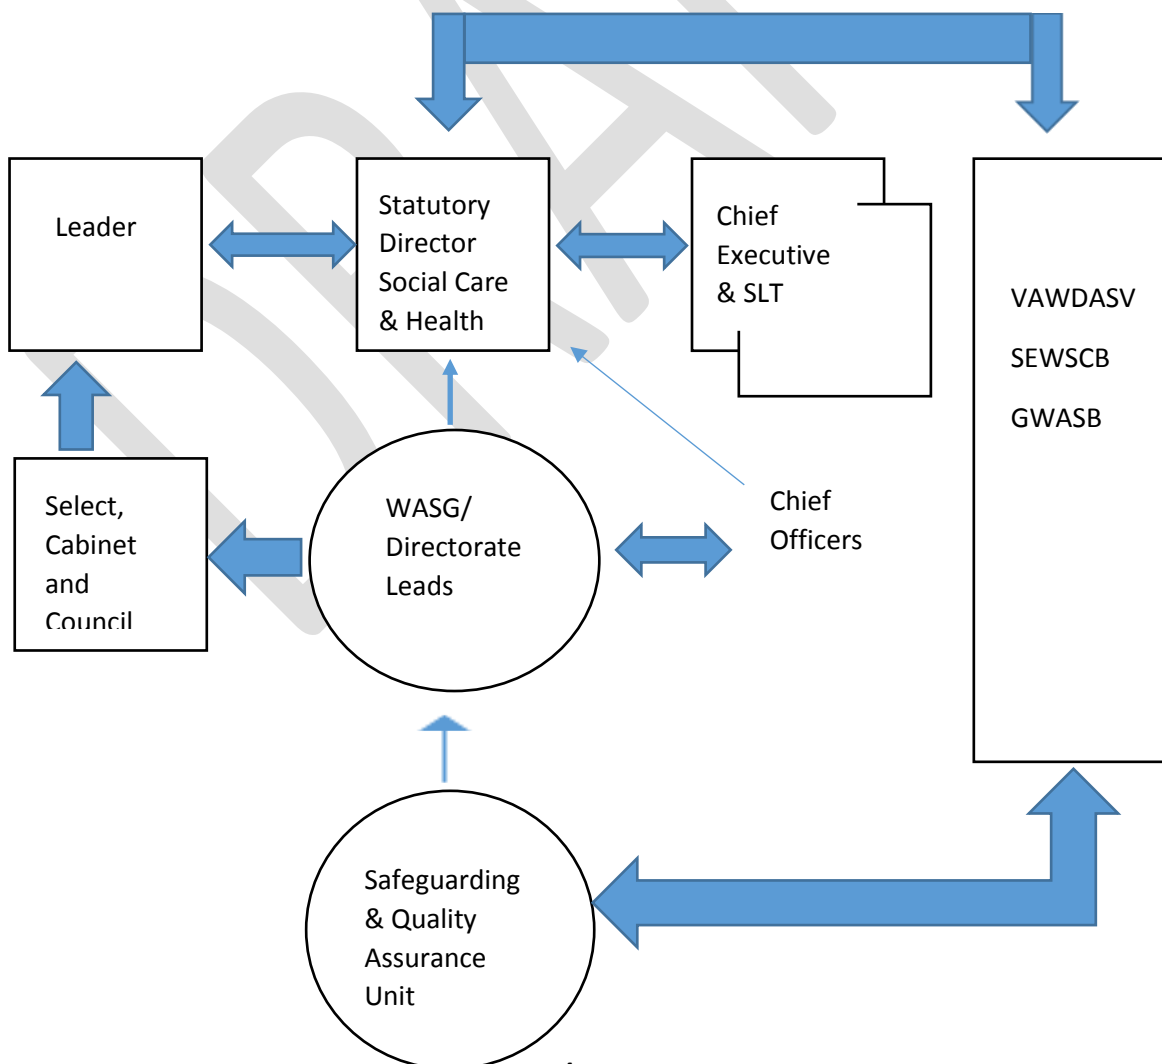 Leader
Statutory
Director
Social Care
& Health
Chief
Executive
& SLT
VAWDASV
SEWSCB
GWASB
Select,
Cabinet
and
Council
WASG/
Directorate
Leads
Chief
Officers
Safeguarding
& Quality
Assurance
Unit